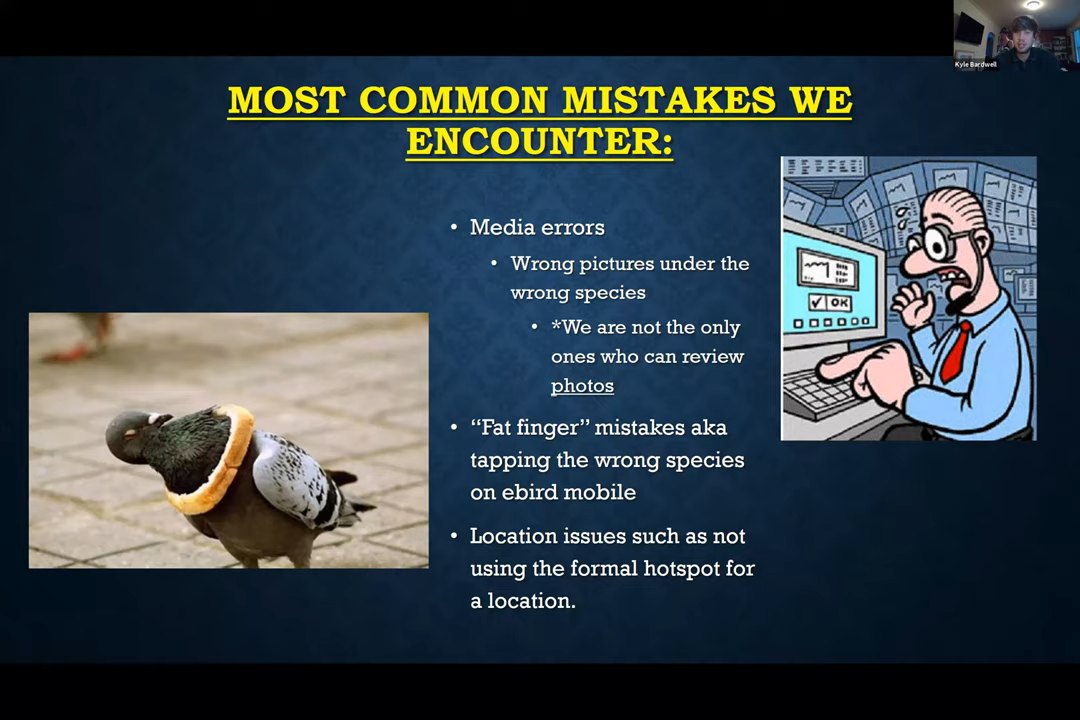 Kyle Bardwell
MOST COMMON MISTAKES WE
ENCOUNTER:
• Media errors
• Wrong pictures under the
wrong species
• *We are not the only
ones who can review
photos
• “Fat finger” mistakes aka
tapping the wrong species
on ebird mobile
• Location issues such as not
using the formal hotspot for
a location.
✓ OK